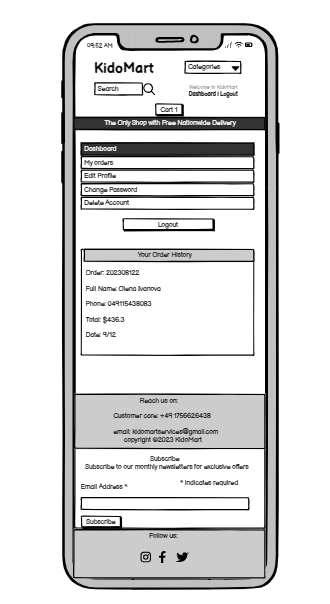 09:52 AM
KidoMart
Categories
Search
Welcome to KidoMart
Dashboard | Logout
Cart 1
The Only Shop with Free Nationwide Delivery
Dashboard
My orders
Edit Profile
Change Password
Delete Account
Logout
Your Order History
Order: 202308122
Full Name: Olena Ivanova
Phone: 049115438083
Total: $436.3
Date: 9/12
Reach us on:
Customer care: +49 1756626438
email: kidomartservices@gmail.com
copyright ©2023 KidoMart
Subscribe
Subscribe to our monthly newsletters for exclusive offers
* indicates required
Email Address *
Subscribe
Follow us: